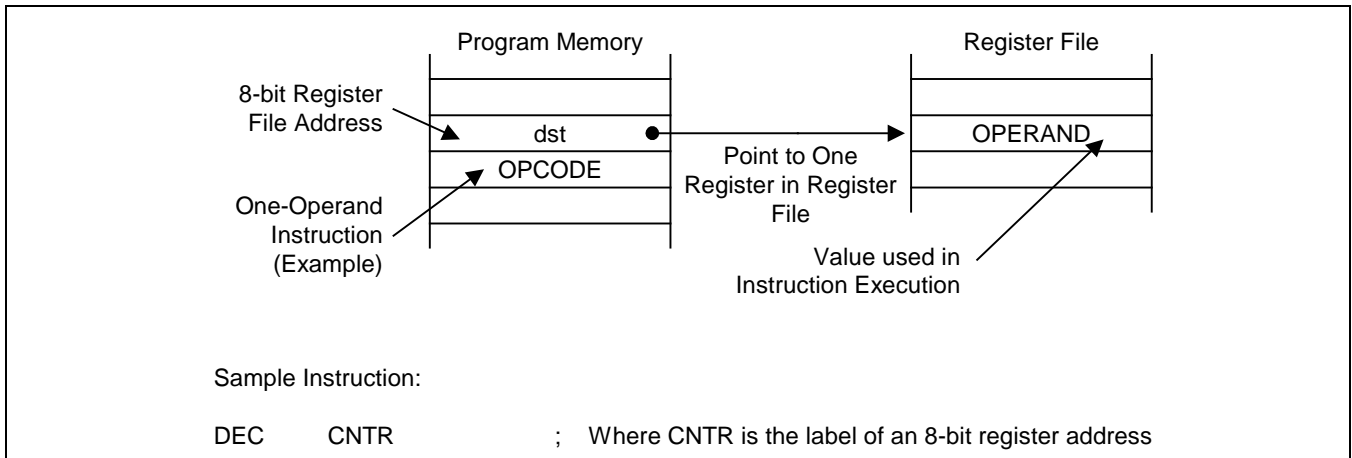 Program Memory
Register File
8-bit Register
File Address
dst
OPERAND
OPCODE
Point to One
Register in Register
File
One-Operand
Instruction
(Example)
Value used in
Instruction Execution
Sample Instruction:
DEC CNTR ; Where CNTR is the label of an 8-bit register address